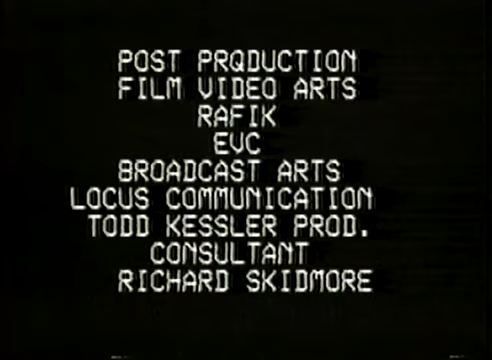 POST PRODUCTION
FILM VIDEO ARTS
RAFIK
EVC
BROADCAST ARTS
LOCUS COMMUNICATION
TODD KESSLER PROD.
CONSULTANT
RICHARD SKIDMORE